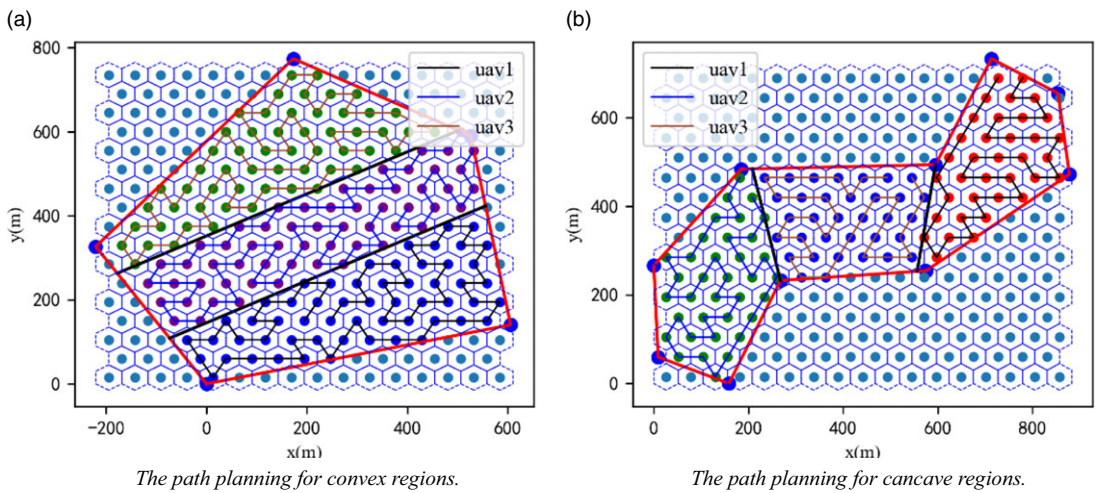 (a)
(b)
800
600
400
200
0
y(m)
−200
0
200
400
600
x(m)
uav1
uav2
uav3
600
400
200
0
y(m)
0
200
400
600
800
x(m)
uav1
uav2
uav3
The path planning for convex regions.
The path planning for cancave regions.